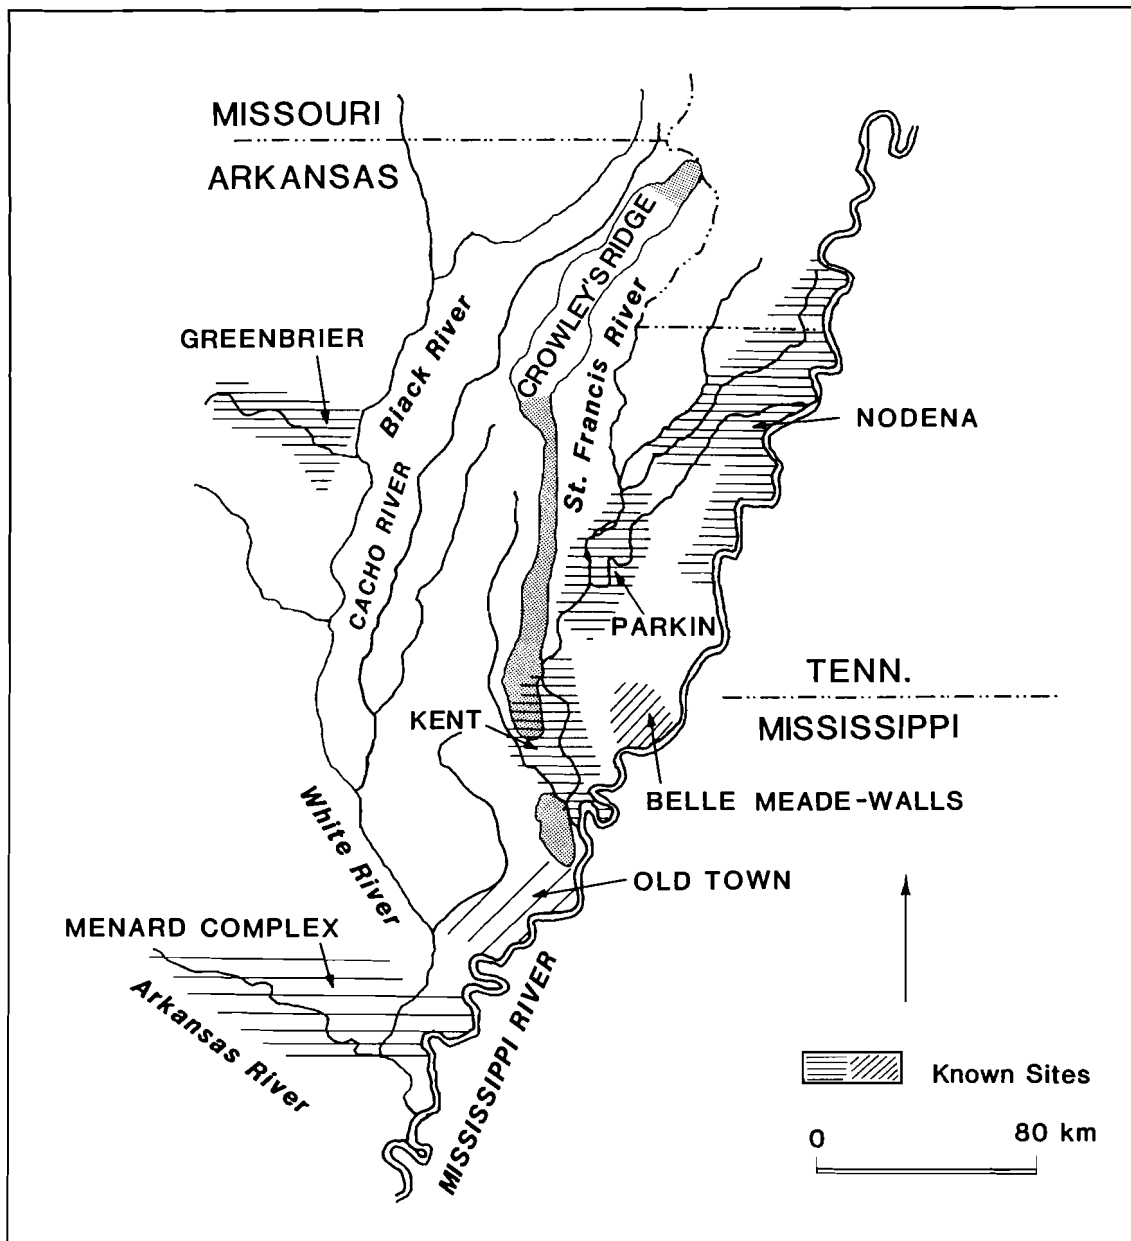 MISSOURI
ARKANSAS
CROWLEY'S RIDGE
GREENBRIER
Black River
St. Francis River
NODENA
CACHO RIVER
PARKIN
TENN.
KENT
MISSISSIPPI
BELLE MEADE-WALLS
White River
OLD TOWN
MENARD COMPLEX
Arkansas River
MISSISSIPPI RIVER
Known Sites
0 80 km